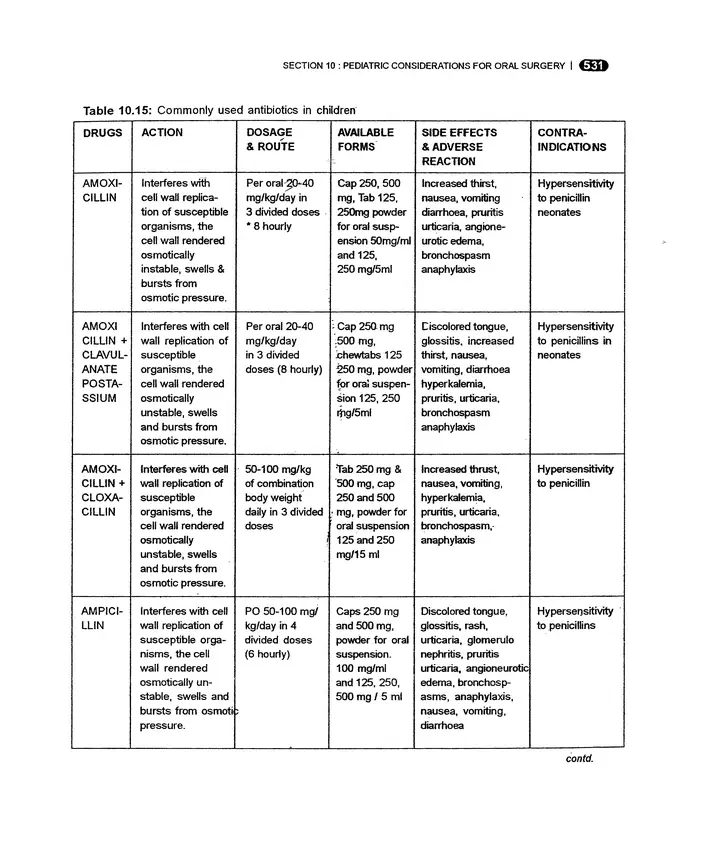 SECTION 10 : PEDIATRIC CONSIDERATIONS FOR ORAL SURGERY | 531
Table 10.15: Commonly used antibiotics in children
DRUGS
ACTION
DOSAGE
& ROUTE
AVAILABLE
FORMS
SIDE EFFECTS
& ADVERSE
REACTION
CONTRA-
INDICATIONS
AMOXI-
CILLIN
Interferes with
cell wall replica-
tion of susceptible
organisms, the
cell wall rendered
osmotically
instable, swells &
bursts from
osmotic pressure.
Per oral 20-40
mg/kg/day in
3 divided doses
* 8 hourly
Cap 250, 500
mg, Tab 125,
250mg powder
for oral susp-
ension 50mg/ml
and 125,
250 mg/5ml
Increased thirst,
nausea, vomiting
diarrhoea, pruritis
urticaria, angione-
urotic edema,
bronchospasm
anaphylaxis
Hypersensitivity
to penicillin
neonates
AMOXI
CILLIN +
CLAVUL-
ANATE
POSTA-
SSIUM
Interferes with cell
wall replication of
susceptible
organisms, the
cell wall rendered
osmotically
unstable, swells
and bursts from
osmotic pressure.
Per oral 20-40
mg/kg/day
in 3 divided
doses (8 hourly)
Cap 250 mg
500 mg,
chewtabs 125
250 mg, powder
for oral suspen-
sion 125, 250
mg/5ml
Discolored tongue,
glossitis, increased
thirst, nausea,
vomiting, diarrhoea
hyperkalemia,
pruritis, urticaria,
bronchospasm
anaphylaxis
Hypersensitivity
to penicillins in
neonates
AMOXI-
CILLIN +
CLOXA-
CILLIN
Interferes with cell
wall replication of
susceptible
organisms, the
cell wall rendered
osmotically
unstable, swells
and bursts from
osmotic pressure.
50-100 mg/kg
of combination
body weight
daily in 3 divided
doses
Tab 250 mg &
500 mg, cap
250 and 500
mg, powder for
oral suspension
125 and 250
mg/15 ml
Increased thrust,
nausea, vomiting,
hyperkalemia,
pruritis, urticaria,
bronchospasm,
anaphylaxis
Hypersensitivity
to penicillin
AMPICI-
LLIN
Interferes with cell
wall replication of
susceptible orga-
nisms, the cell
wall rendered
osmotically un-
stable, swells and
bursts from osmotic
pressure.
PO 50-100 mg/
kg/day in 4
divided doses
(6 hourly)
Caps 250 mg
and 500 mg,
powder for oral
suspension.
100 mg/ml
and 125, 250,
500 mg / 5 ml
Discolored tongue,
glossitis, rash,
urticaria, glomerulo
nephritis, pruritis
urticaria, angioneurotic
edema, bronchosp-
asms, anaphylaxis,
nausea, vomiting,
diarrhoea
Hypersensitivity
to penicillins
contd.